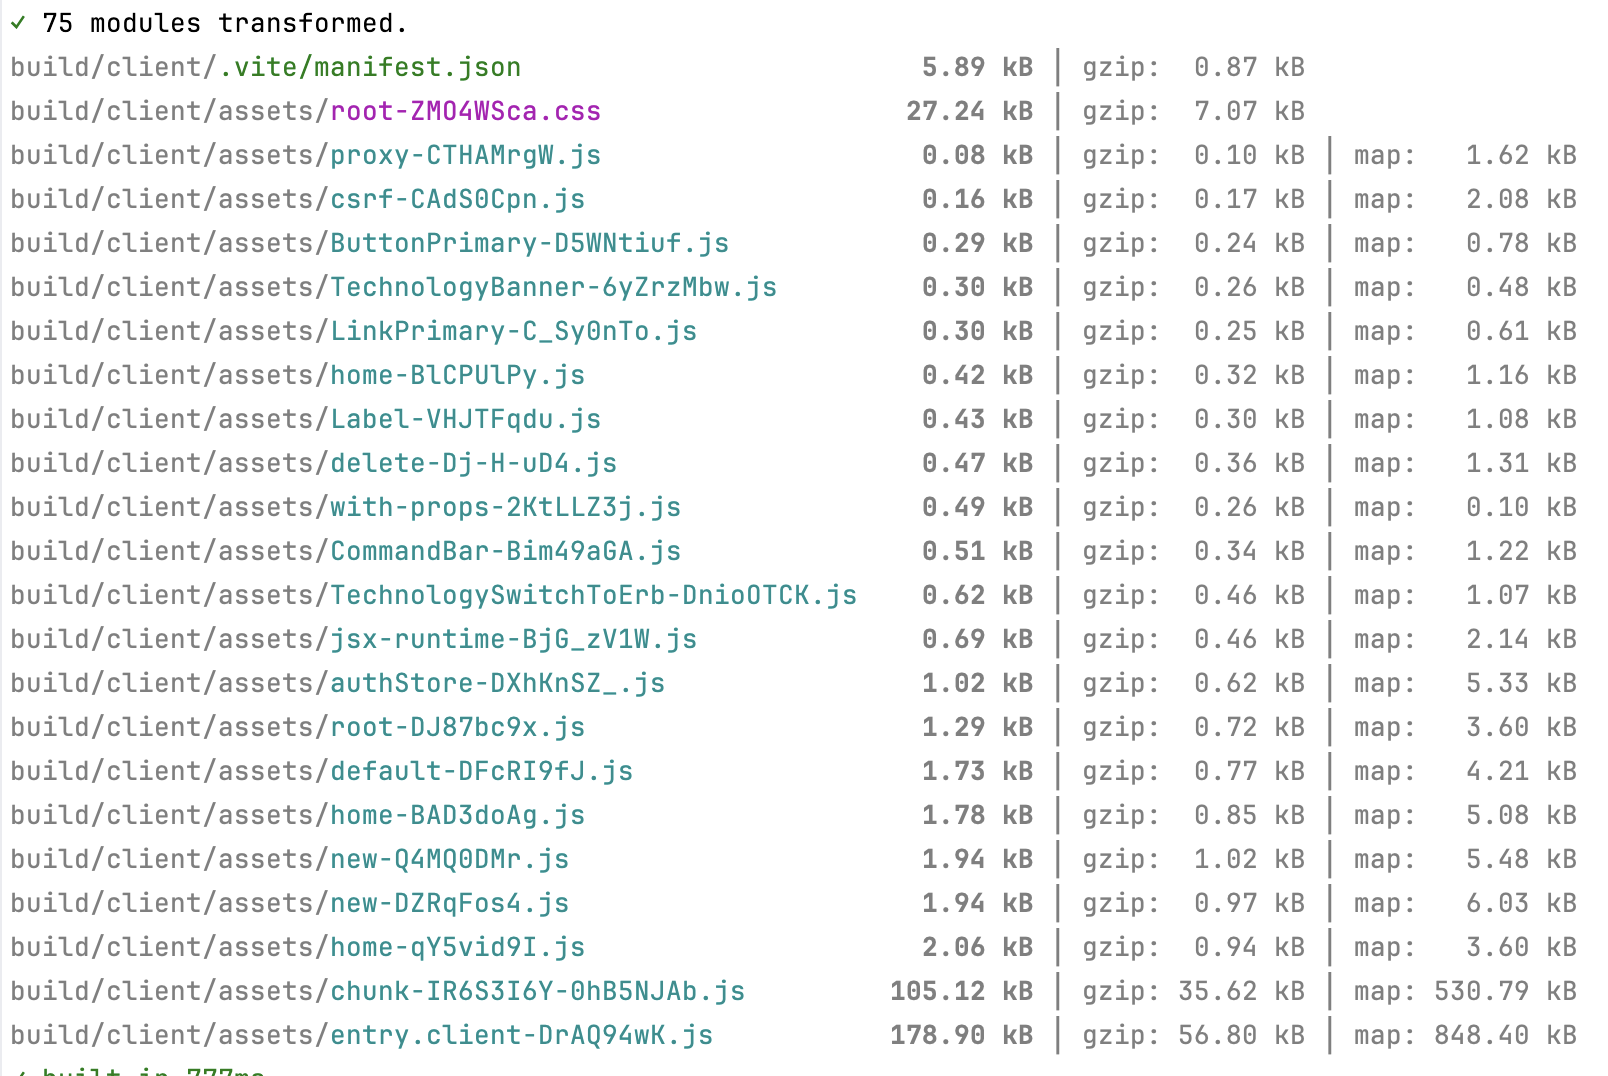 ✓ 75 modules transformed.
build/client/.vite/manifest.json 5.89 kB │ gzip: 0.87 kB
build/client/assets/root-ZMO4WSca.css 27.24 kB │ gzip: 7.07 kB
build/client/assets/proxy-CTHAMrgW.js 0.08 kB │ gzip: 0.10 kB │ map: 1.62 kB
build/client/assets/csrf-CAdS0Cpn.js 0.16 kB │ gzip: 0.17 kB │ map: 2.08 kB
build/client/assets/ButtonPrimary-D5WNtiuf.js 0.29 kB │ gzip: 0.24 kB │ map: 0.78 kB
build/client/assets/TechnologyBanner-6yZrzMbw.js 0.30 kB │ gzip: 0.26 kB │ map: 0.48 kB
build/client/assets/LinkPrimary-C_Sy0nTo.js 0.30 kB │ gzip: 0.25 kB │ map: 0.61 kB
build/client/assets/home-BlCPUlPy.js 0.42 kB │ gzip: 0.32 kB │ map: 1.16 kB
build/client/assets/Label-VHJTFqdu.js 0.43 kB │ gzip: 0.30 kB │ map: 1.08 kB
build/client/assets/delete-Dj-H-uD4.js 0.47 kB │ gzip: 0.36 kB │ map: 1.31 kB
build/client/assets/with-props-2KtLLZ3j.js 0.49 kB │ gzip: 0.26 kB │ map: 0.10 kB
build/client/assets/CommandBar-Bim49aGA.js 0.51 kB │ gzip: 0.34 kB │ map: 1.22 kB
build/client/assets/TechnologySwitchToErb-DnioOTCK.js 0.62 kB │ gzip: 0.46 kB │ map: 1.07 kB
build/client/assets/jsx-runtime-BjG_zV1W.js 0.69 kB │ gzip: 0.46 kB │ map: 2.14 kB
build/client/assets/authStore-DXhKnSZ_.js 1.02 kB │ gzip: 0.62 kB │ map: 5.33 kB
build/client/assets/root-DJ87bc9x.js 1.29 kB │ gzip: 0.72 kB │ map: 3.60 kB
build/client/assets/default-DFcRI9fJ.js 1.73 kB │ gzip: 0.77 kB │ map: 4.21 kB
build/client/assets/home-BAD3doAg.js 1.78 kB │ gzip: 0.85 kB │ map: 5.08 kB
build/client/assets/new-Q4MQ0DMr.js 1.94 kB │ gzip: 1.02 kB │ map: 5.48 kB
build/client/assets/new-DZRqFos4.js 1.94 kB │ gzip: 0.97 kB │ map: 6.03 kB
build/client/assets/home-qY5vid9I.js 2.06 kB │ gzip: 0.94 kB │ map: 3.60 kB
build/client/assets/chunk-IR6S3I6Y-0hB5NJAb.js 105.12 kB │ gzip: 35.62 kB │ map: 530.79 kB
build/client/assets/entry.client-DrAQ94wK.js 178.90 kB │ gzip: 56.80 kB │ map: 848.40 kB
✓ built in 777ms